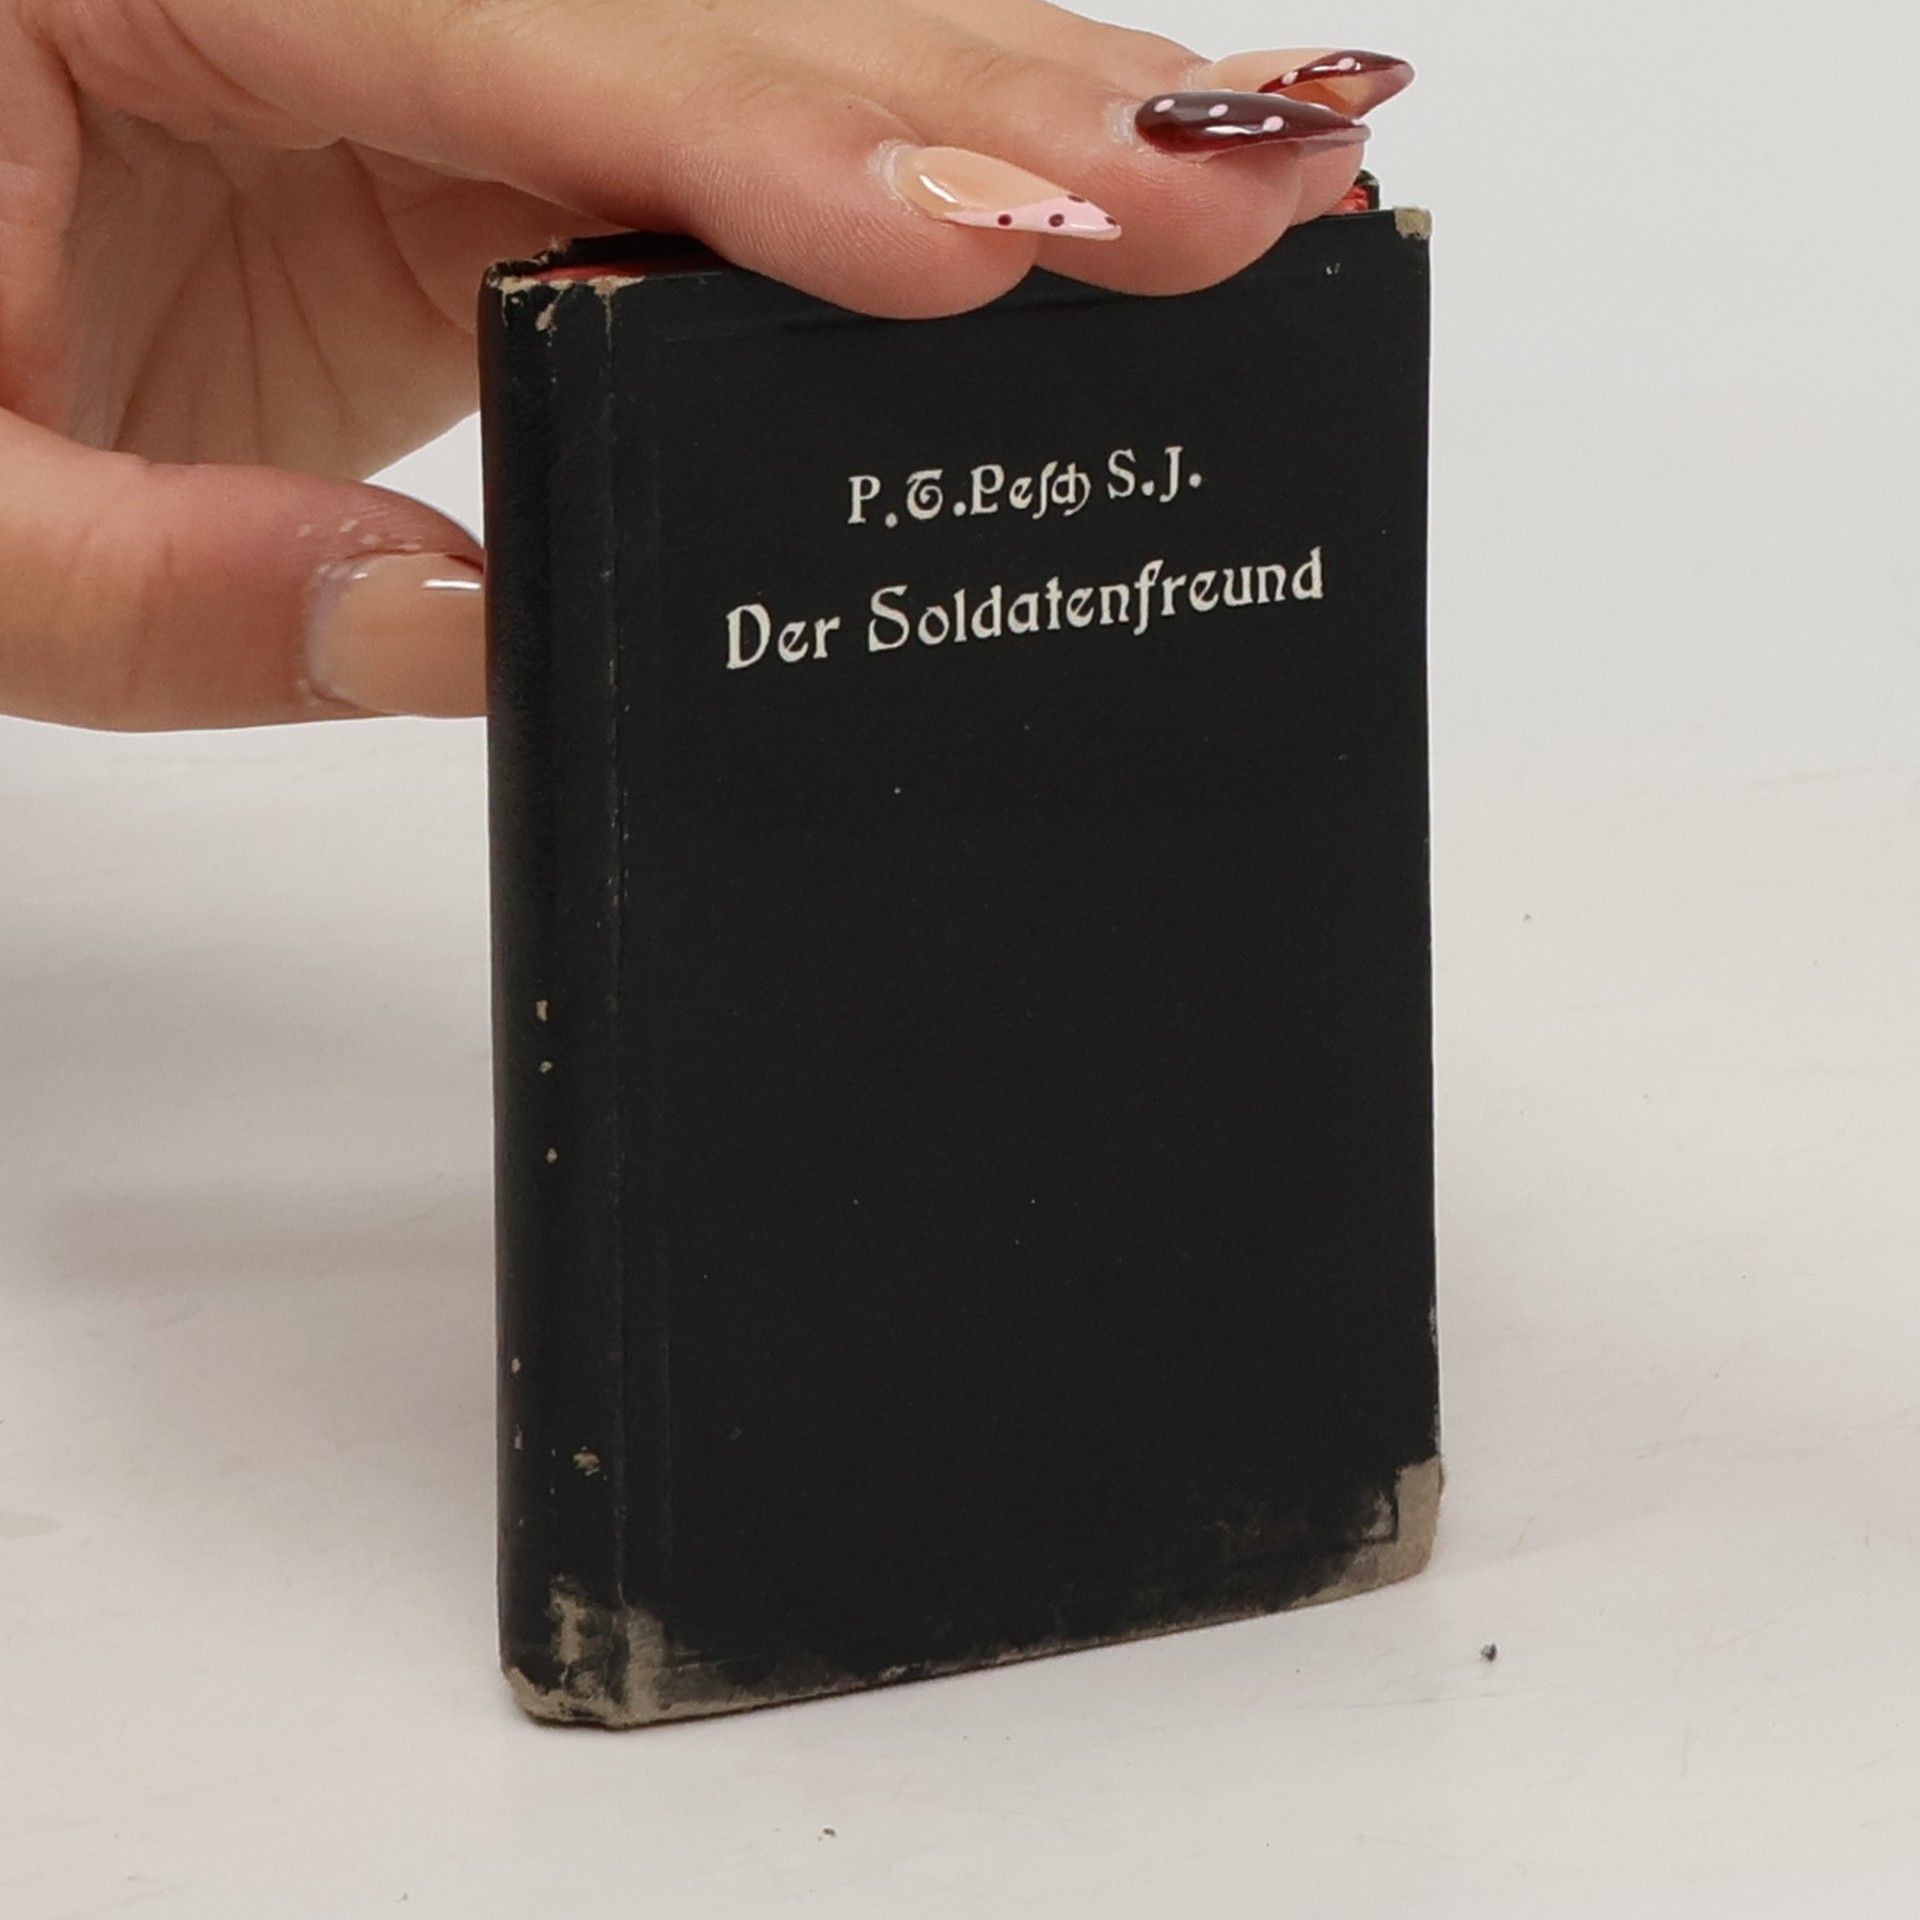 P. T. Pesch S. J.
Der Soldatenfreund